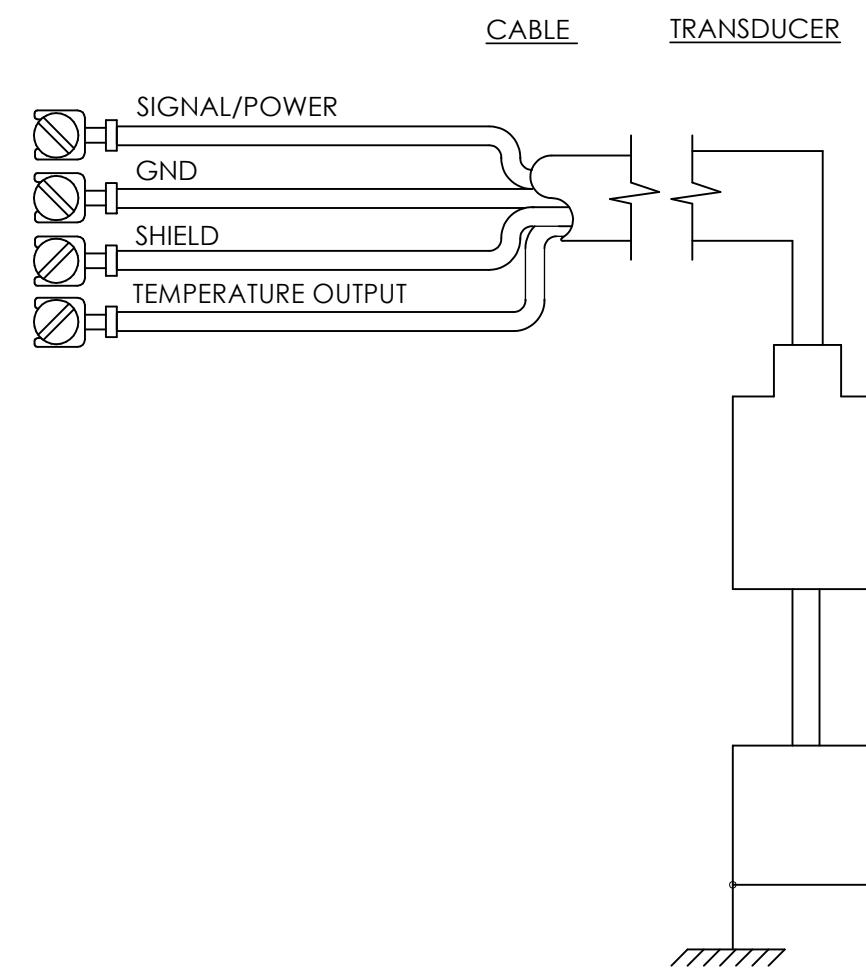 CABLE
TRANSDUCER
SIGNAL/POWER
GND
SHIELD
TEMPERATURE OUTPUT